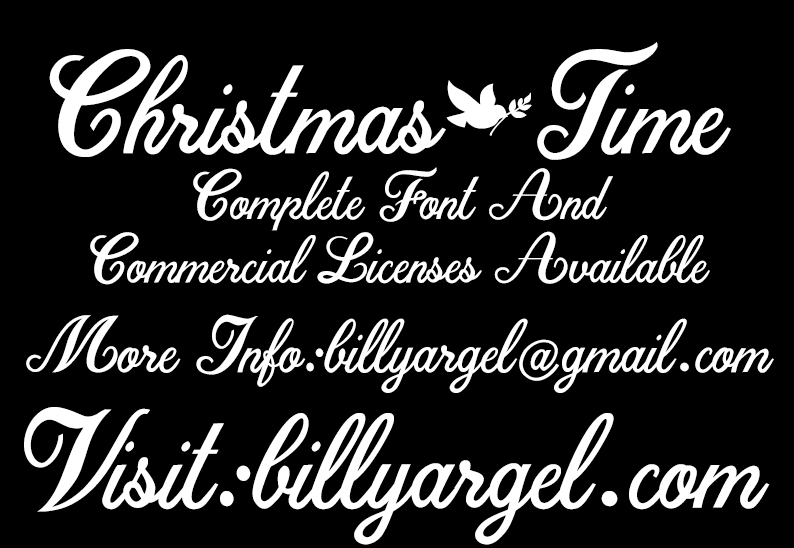 Christmas Time
Complete Font And
Commercial Licenses Available
More Info:billyargel@gmail.com
Visit:billyargel.com